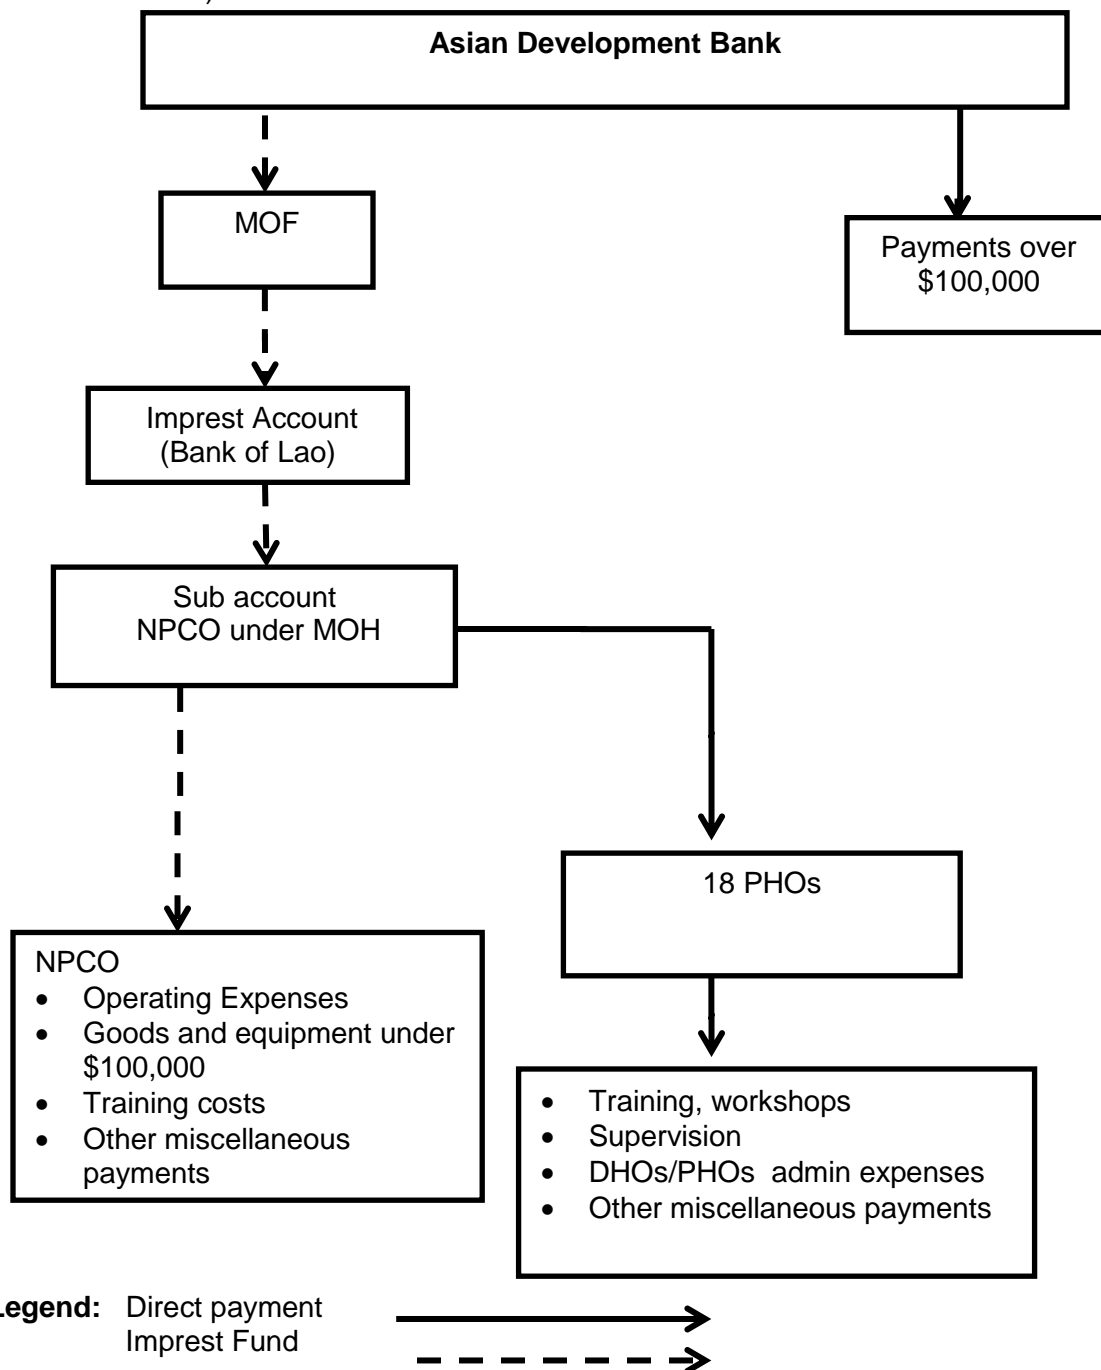 Asian Development Bank
MOF
Payments over
$100,000
Imprest Account
(Bank of Lao)
Sub account
NPCO under MOH
18 PHOs
NPCO
• Operating Expenses
• Goods and equipment under
$100,000
• Training costs
• Other miscellaneous
payments
• Training, workshops
• Supervision
• DHOs/PHOs admin expenses
• Other miscellaneous payments
Legend: Direct payment
Imprest Fund